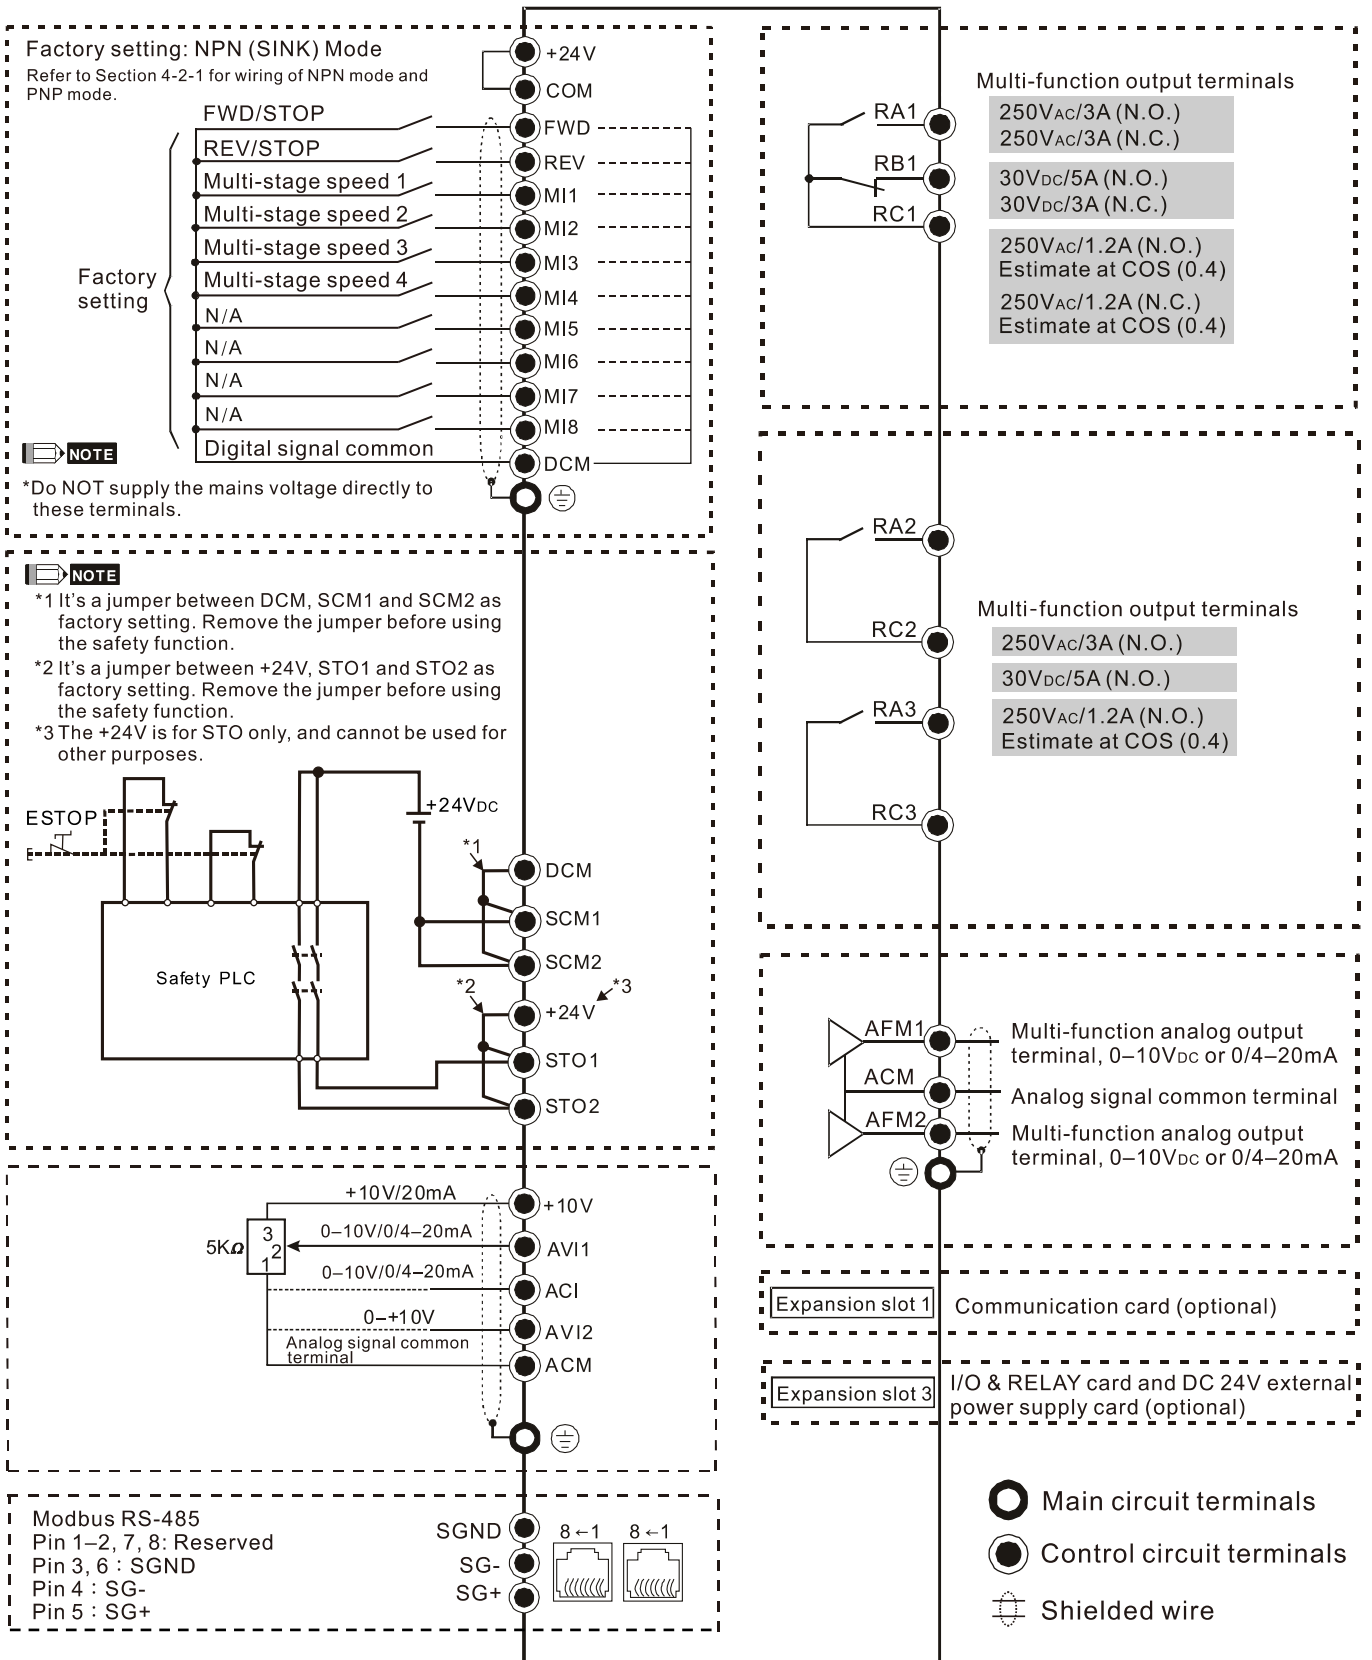 Factory setting: NPN (SINK) Mode
Refer to Section 4-2-1 for wiring of NPN mode and
PNP mode.
+24V
COM
FWD/STOP
FWD
REV/STOP
REV
Multi-stage speed 1
MI1
Multi-stage speed 2
MI2
Multi-stage speed 3
MI3
Factory
setting
Multi-stage speed 4
MI4
N/A
MI5
N/A
MI6
N/A
MI7
N/A
MI8
Digital signal common
DCM
NOTE
*Do NOT supply the mains voltage directly to
these terminals.
NOTE
*1 It's a jumper between DCM, SCM1 and SCM2 as
factory setting. Remove the jumper before using
the safety function.
*2 It's a jumper between +24V, STO1 and STO2 as
factory setting. Remove the jumper before using
the safety function.
*3 The +24V is for STO only, and cannot be used for
other purposes.
ESTOP
+24VDC
*1
DCM
SCM1
SCM2
Safety PLC
*2
*3
+24V
STO1
STO2
+10V/20mA
+10V
5KΩ
3
2
1
0–10V/0/4–20mA
AVI1
0–10V/0/4–20mA
ACI
0–+10V
AVI2
Analog signal common
terminal
ACM
Modbus RS-485
Pin 1–2, 7, 8: Reserved
Pin 3, 6 : SGND
Pin 4 : SG-
Pin 5 : SG+
SGND
SG-
SG+
8←1
8←1
RA1
RB1
RC1
Multi-function output terminals
250VAC/3A (N.O.)
250VAC/3A (N.C.)
30VDC/5A (N.O.)
30VDC/3A (N.C.)
250VAC/1.2A (N.O.)
Estimate at COS (0.4)
250VAC/1.2A (N.C.)
Estimate at COS (0.4)
RA2
RC2
RA3
RC3
Multi-function output terminals
250VAC/3A (N.O.)
30VDC/5A (N.O.)
250VAC/1.2A (N.O.)
Estimate at COS (0.4)
AFM1
Multi-function analog output
terminal, 0–10VDC or 0/4–20mA
ACM
Analog signal common terminal
AFM2
Multi-function analog output
terminal, 0–10VDC or 0/4–20mA
Expansion slot 1
Communication card (optional)
Expansion slot 3
I/O & RELAY card and DC 24V external
power supply card (optional)
Main circuit terminals
Control circuit terminals
Shielded wire